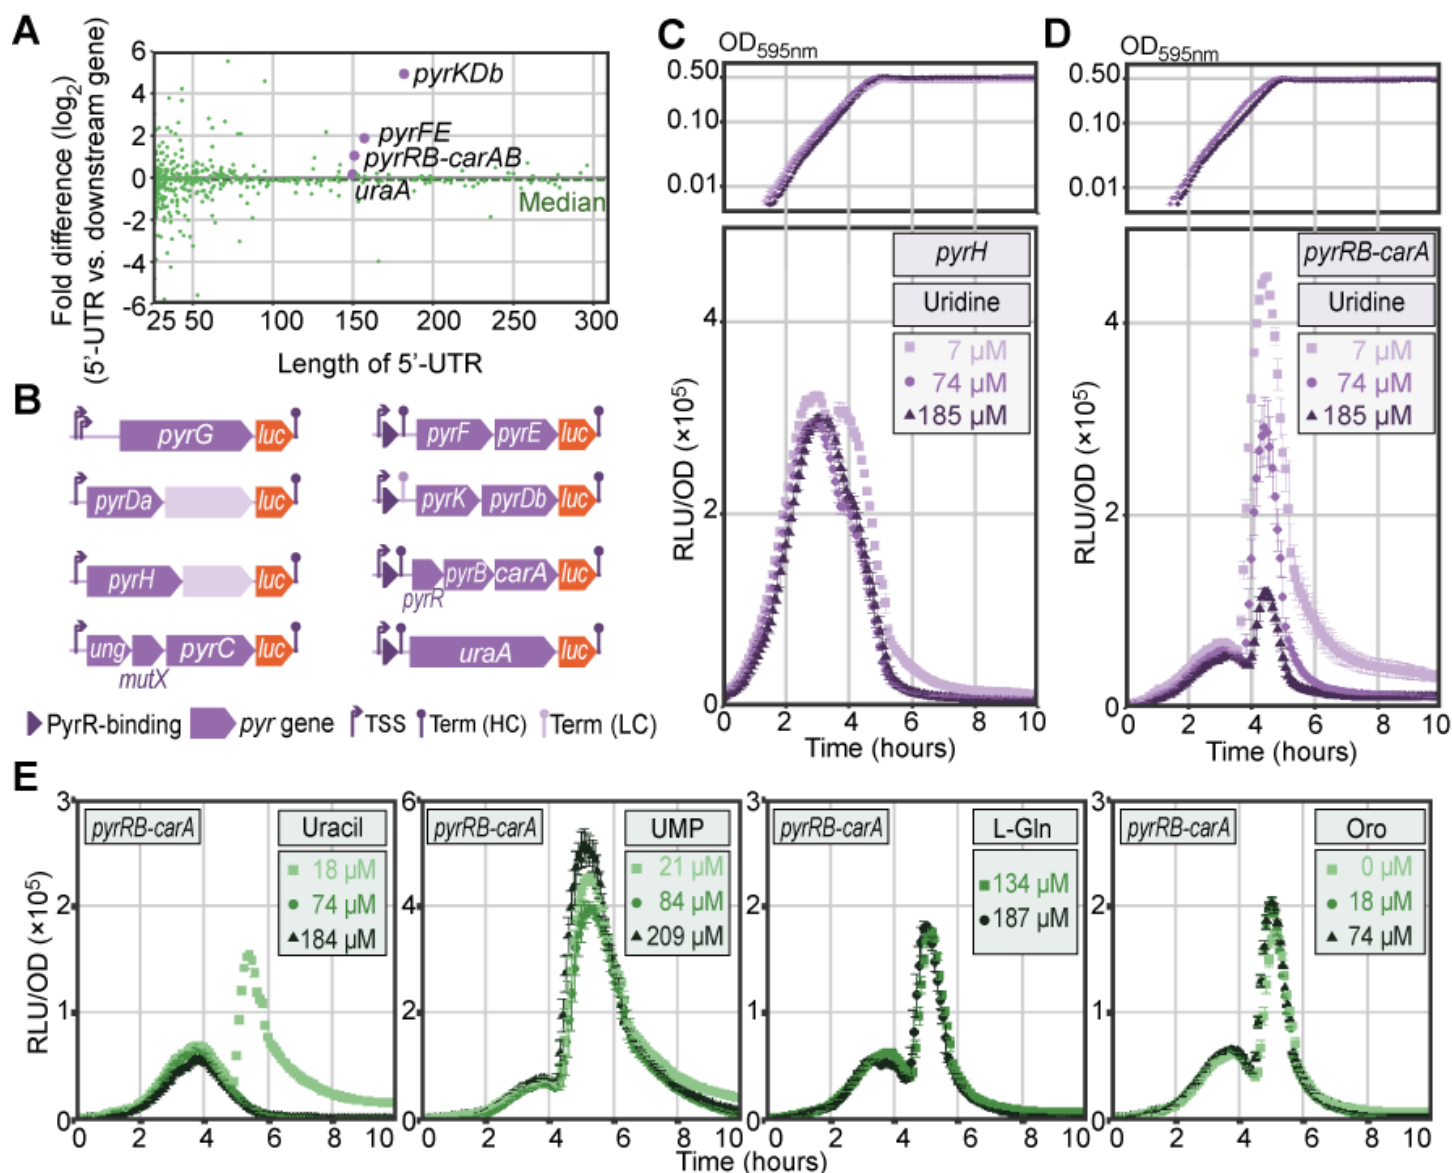 A
Fold difference (log2)
(5'-UTR vs. downstream gene)
6
4
2
0
-2
-4
-6
pyrKDb
pyrFE
pyrRB-carAB
uraA
Median
25 50 100 150 200 250 300
Length of 5'-UTR
B
pyrG luc
pyrDa luc
pyrH luc
ung mutX pyrC luc
pyrF pyrE luc
pyrK pyrDb luc
pyrR pyrB carA luc
uraA luc
PyrR-binding pyr gene TSS Term (HC) Term (LC)
C
OD595nm
0.50
0.10
0.01
pyrH
Uridine
7 µM
74 µM
185 µM
RLU/OD (×10⁵)
4
2
0
0 2 4 6 8 10
Time (hours)
D
OD595nm
0.50
0.10
0.01
pyrRB-carA
Uridine
7 µM
74 µM
185 µM
RLU/OD (×10⁵)
4
2
0
0 2 4 6 8 10
Time (hours)
E
RLU/OD (×10⁵)
3
2
1
0
pyrRB-carA
Uracil
18 µM
74 µM
184 µM
0 2 4 6 8 10
6
4
2
0
pyrRB-carA
UMP
21 µM
84 µM
209 µM
0 2 4 6 8 10
3
2
1
0
pyrRB-carA
L-Gln
134 µM
187 µM
0 2 4 6 8 10
3
2
1
0
pyrRB-carA
Oro
0 µM
18 µM
74 µM
0 2 4 6 8 10
Time (hours)